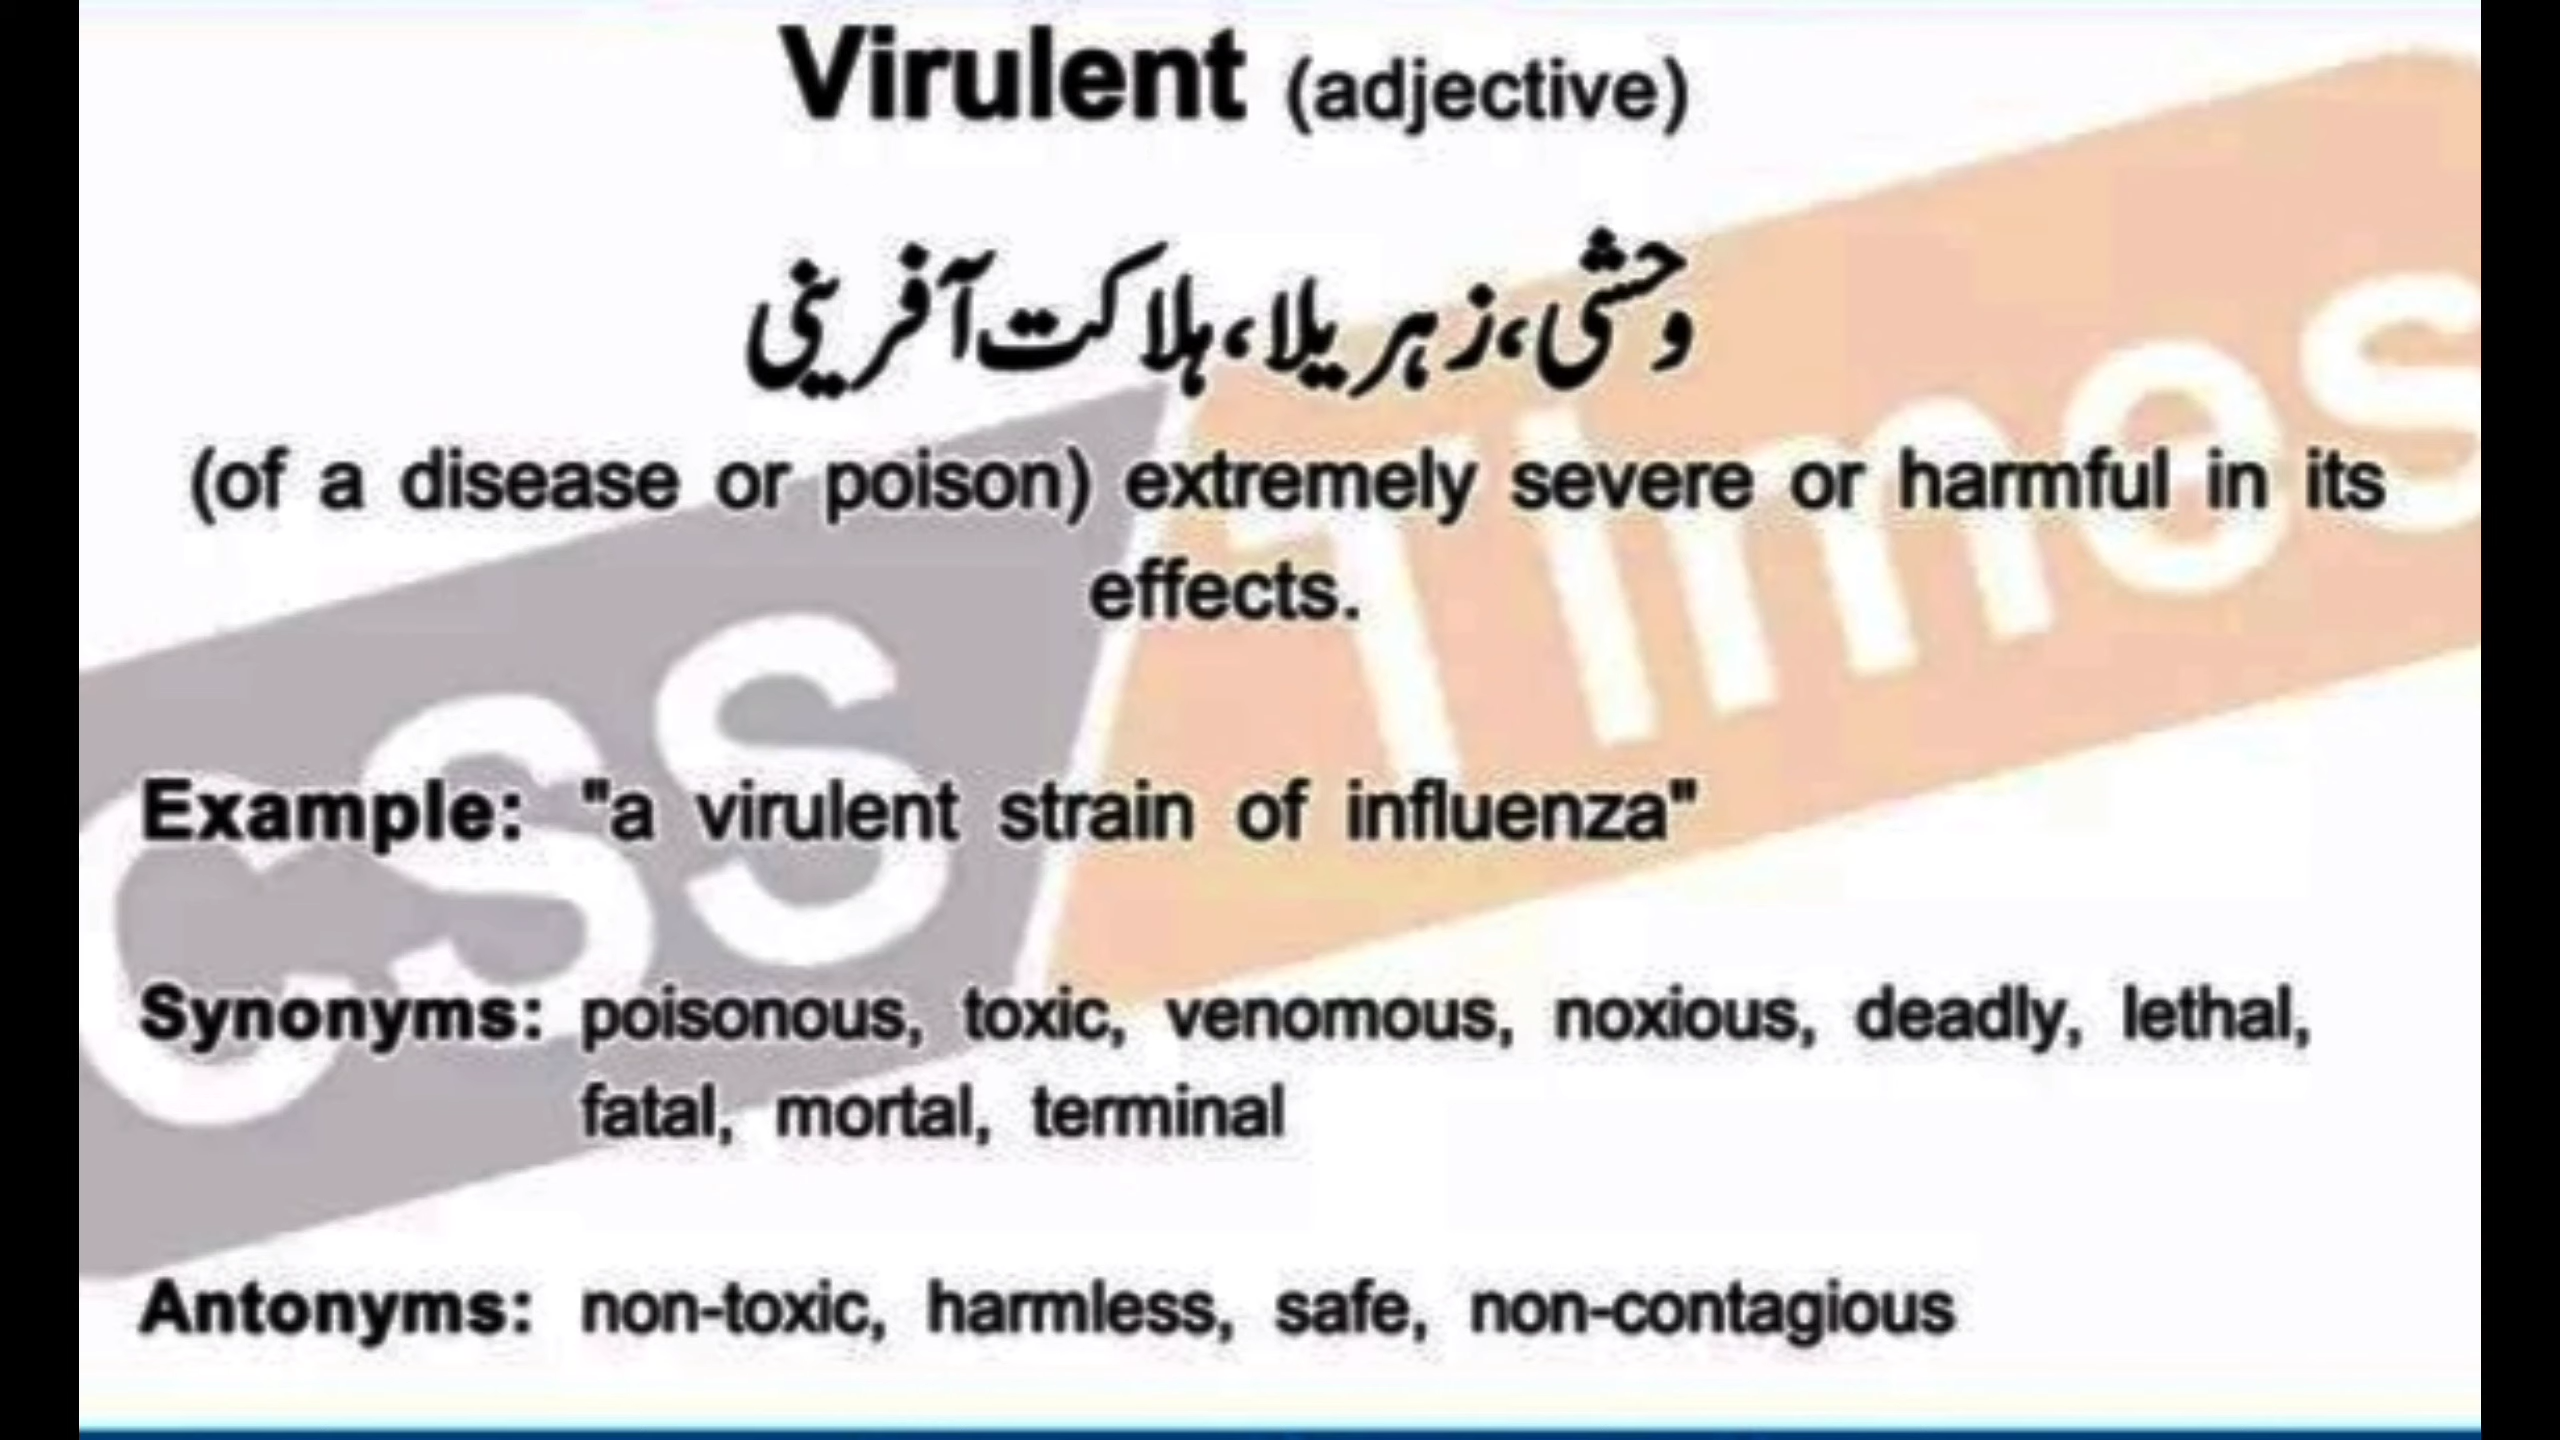 Virulent (adjective)
وحشی، زہریلا، ہلاکت آفرینی
(of a disease or poison) extremely severe or harmful in its
effects.
Example: "a virulent strain of influenza"
Synonyms: poisonous, toxic, venomous, noxious, deadly, lethal,
fatal, mortal, terminal
Antonyms: non-toxic, harmless, safe, non-contagious
CSS Times